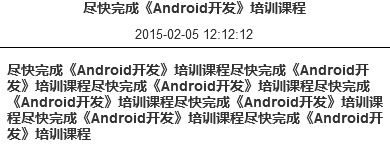 尽快完成《Android开发》培训课程
2015-02-05 12:12:12
尽快完成《Android开发》培训课程尽快完成《Android开
发》培训课程尽快完成《Android开发》培训课程尽快完成
《Android开发》培训课程尽快完成《Android开发》培训课
程尽快完成《Android开发》培训课程尽快完成《Android开
发》培训课程